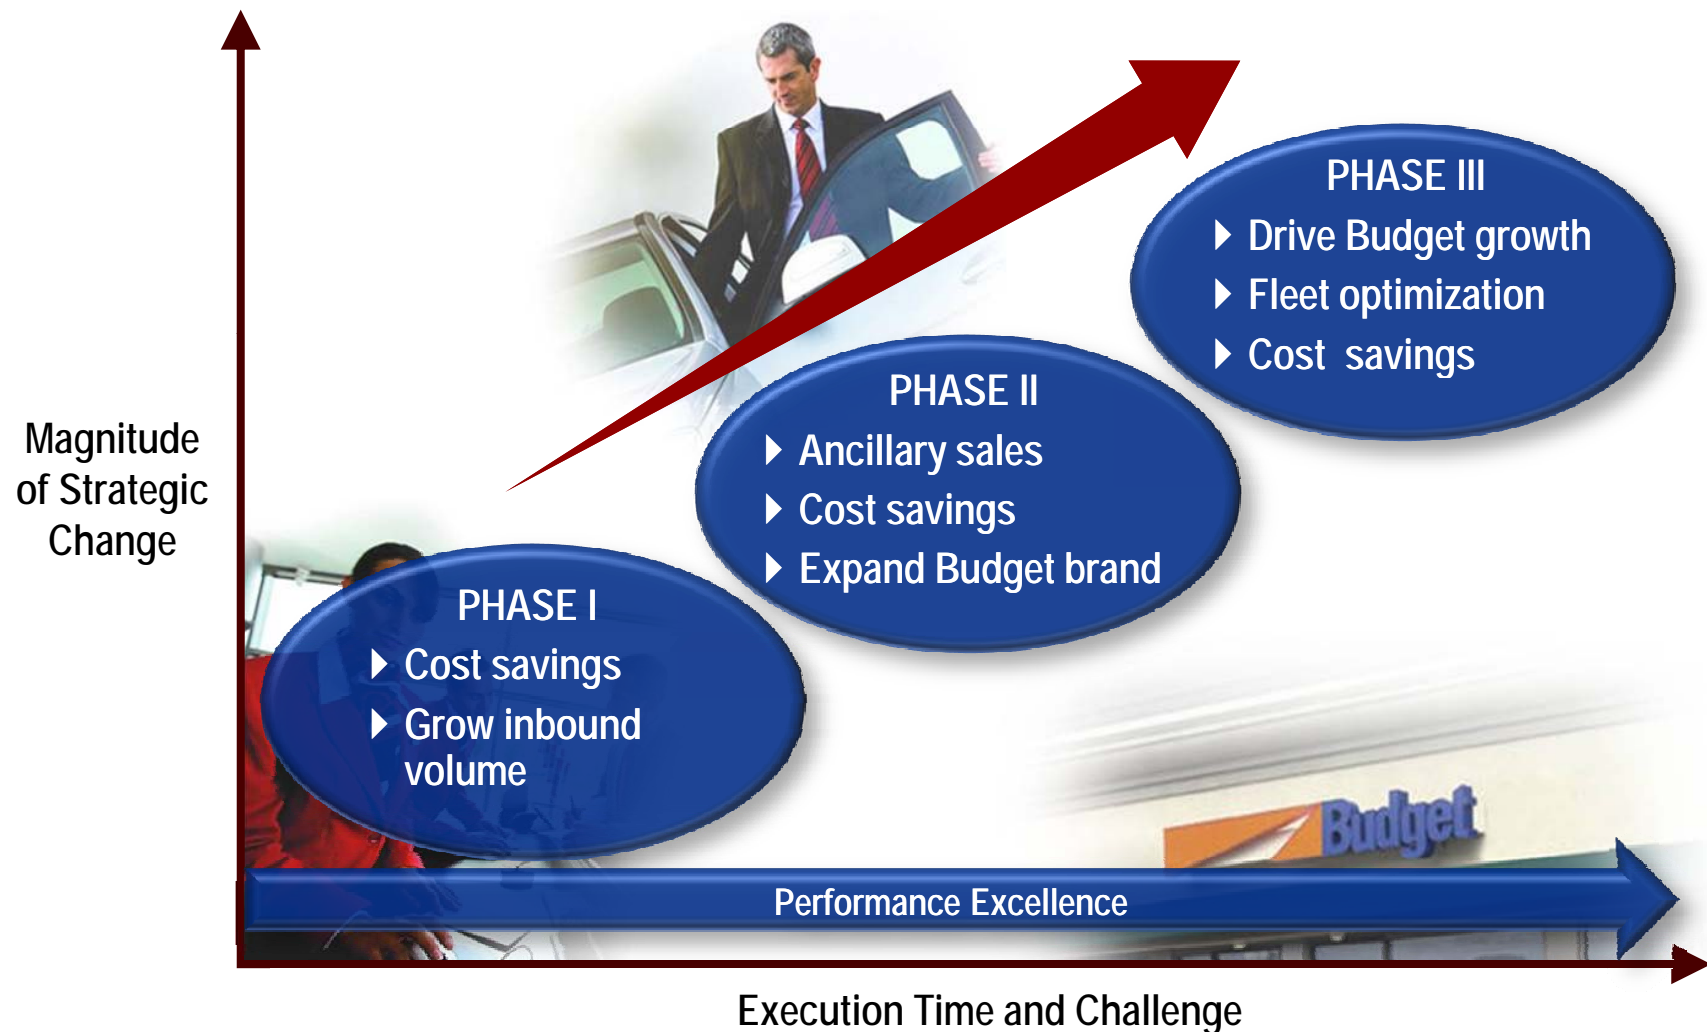 PHASE III
Drive Budget growth
Fleet optimization
Cost savings
PHASE II
Ancillary sales
Cost savings
Expand Budget brand
Magnitude
of Strategic
Change
PHASE I
Cost savings
Grow inbound
volume
Budget
Performance Excellence
Execution Time and Challenge